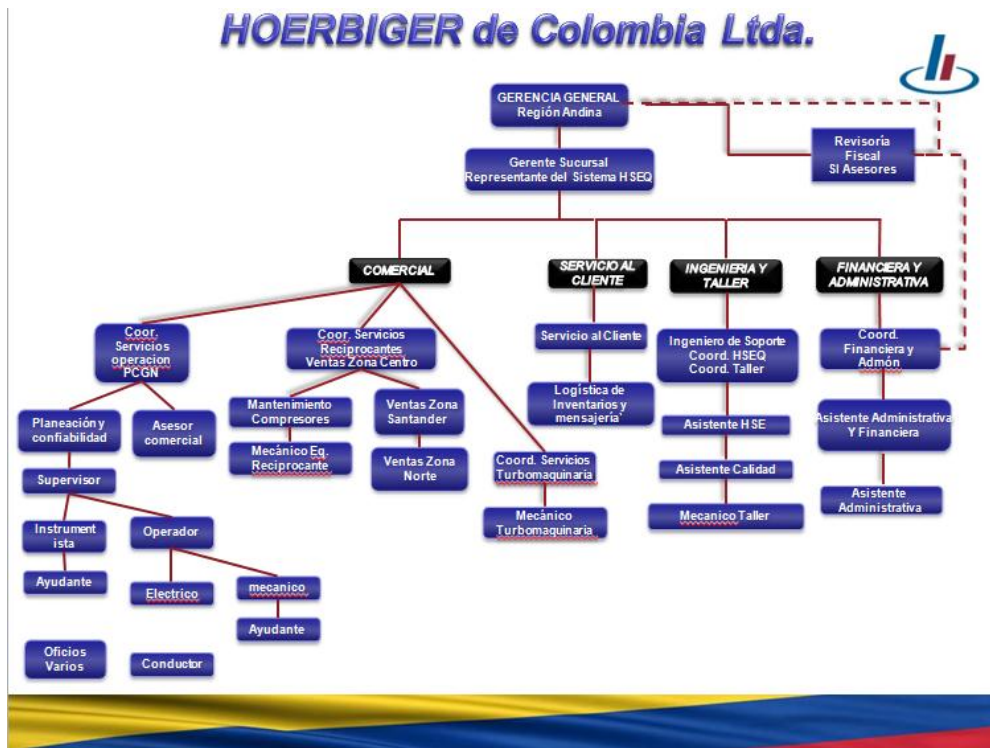 HOERBIGER de Colombia Ltda.
GERENCIA GENERAL
Región Andina
Revisoría
Fiscal
SI Asesores
Gerente Sucursal
Representante del Sistema HSEQ
COMERCIAL
SERVICIO AL
CLIENTE
INGENIERIA Y
TALLER
FINANCIERA Y
ADMINISTRATIVA
Coor.
Servicios
operacion
PCGN
Coor. Servicios
Reciprocantes
Ventas Zona Centro
Servicio al Cliente
Ingeniero de Soporte
Coord. HSEQ
Coord. Taller
Coord.
Financiera y
Admón
Planeación y
confiabilidad
Asesor
comercial
Mantenimiento
Compresores
Ventas Zona
Santander
Logística de
Inventarios y
mensajería`
Asistente HSE
Asistente Administrativa
Y Financiera
Mecánico Eq.
Reciprocante
Ventas Zona
Norte
Coord. Servicios
Turbomaquinaria
Asistente Calidad
Supervisor
Asistente
Administrativa
Mecánico
Turbomaquinaria
Mecanico Taller
Instrument
ista
Operador
Ayudante
Electrico
mecanico
Ayudante
Oficios
Varios
Conductor